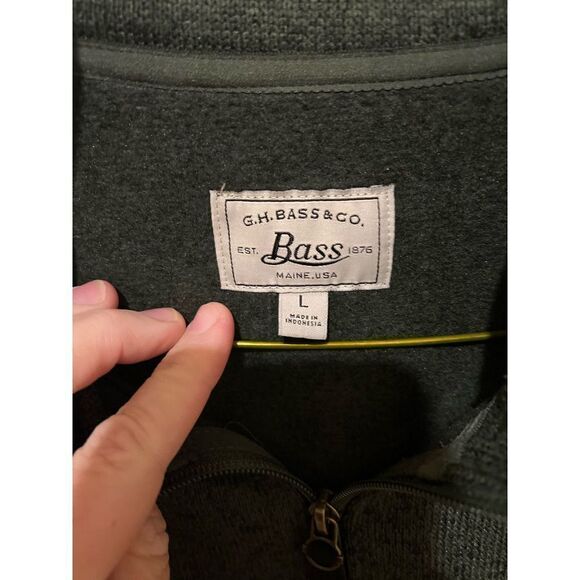 G.H.BASS&CO.
EST. Bass 1876
MAINE, USA
L
MADE IN
INDONESIA